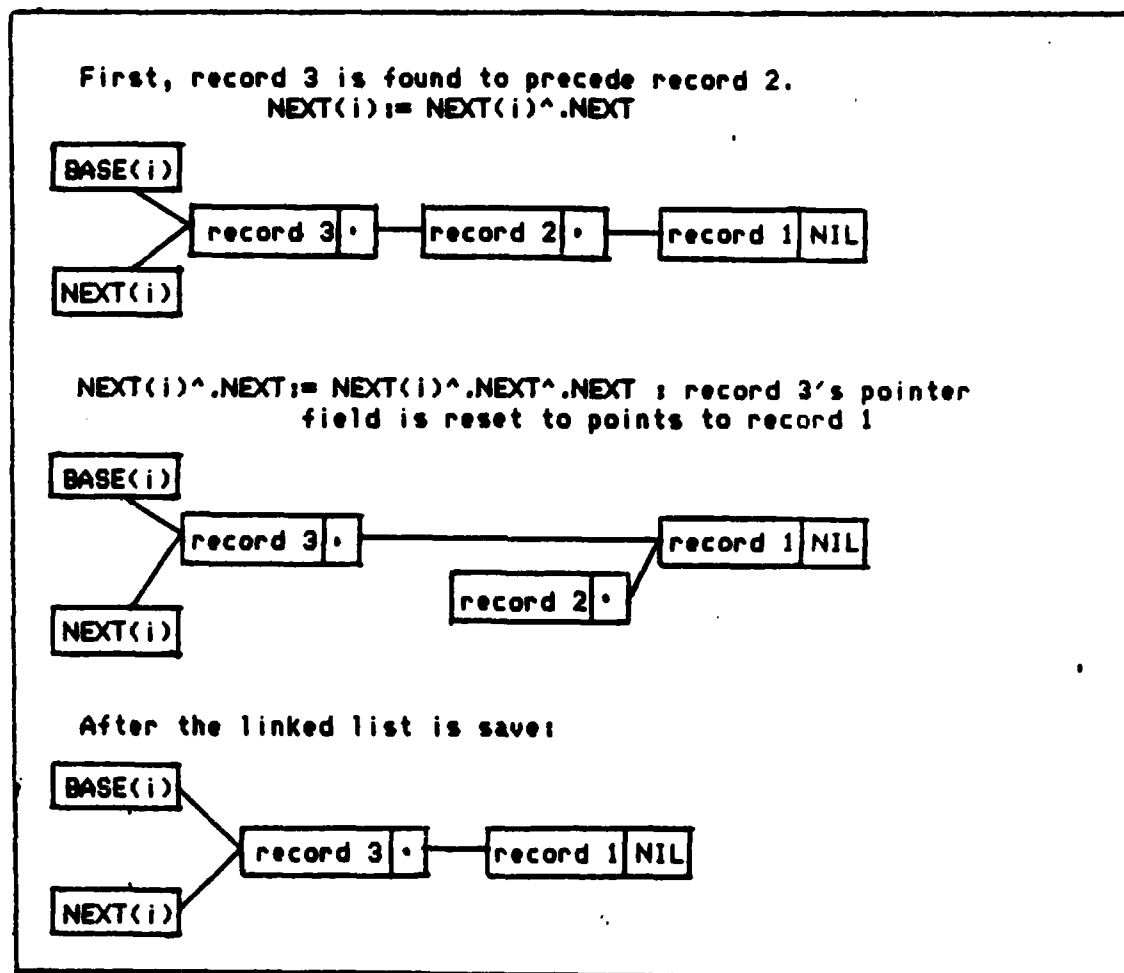 First, record 3 is found to precede record 2.
NEXT(i):= NEXT(i)^.NEXT
BASE(i)
record 3 • record 2 • record 1 NIL
NEXT(i)
NEXT(i)^.NEXT:= NEXT(i)^.NEXT^.NEXT : record 3's pointer
field is reset to points to record 1
BASE(i)
record 3 • record 1 NIL
record 2 •
NEXT(i)
After the linked list is save:
BASE(i)
record 3 • record 1 NIL
NEXT(i)